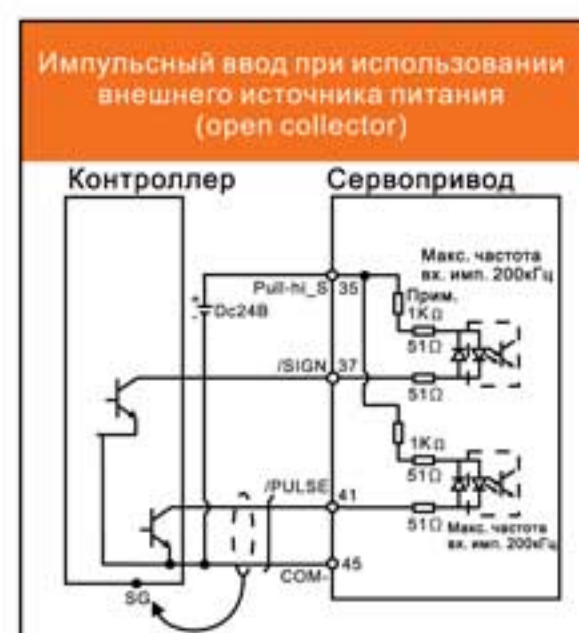 Импульсный ввод при использовании
внешнего источника питания
(open collector)
Контроллер
Сервопривод
Макс. частота
вх. имп. 200кГц
Pull-hi_S
35
Прим.
1KΩ
Dc24В
51Ω
/SIGN
37
51Ω
1KΩ
51Ω
/PULSE
41
51Ω
Макс. частота
вх. имп. 200кГц
45
COM-
SG